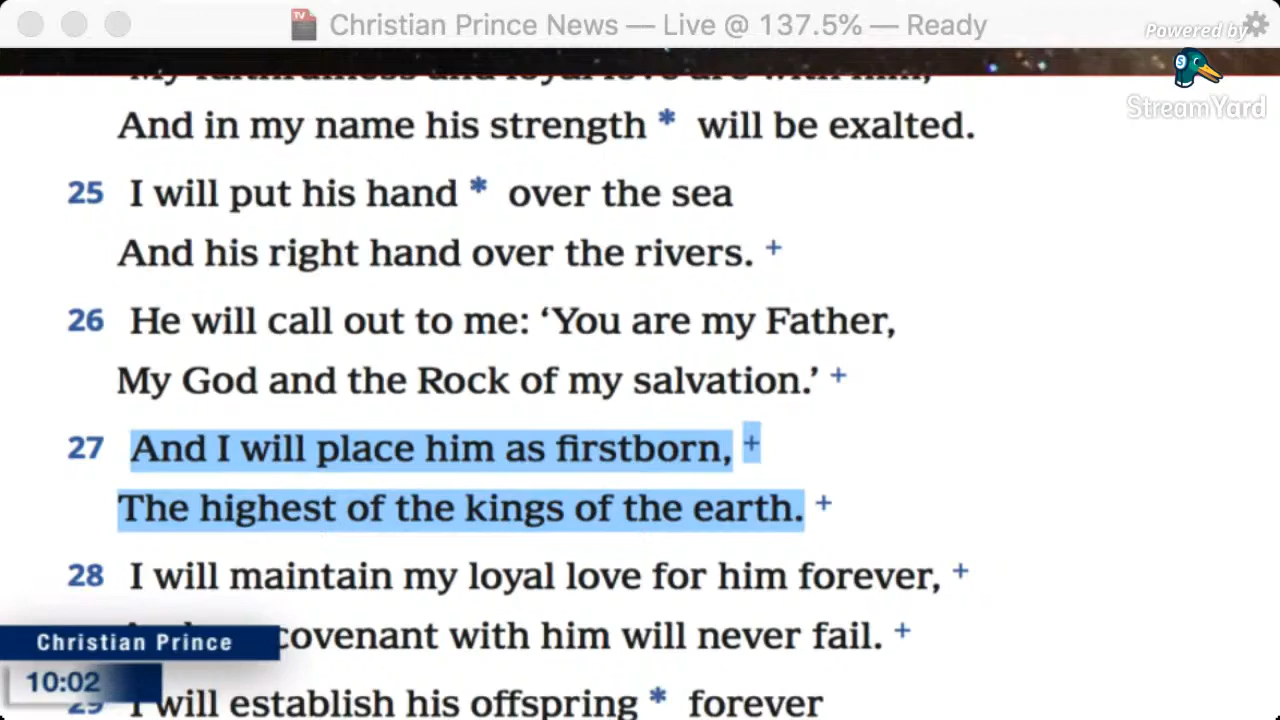 Christian Prince News — Live @ 137.5% — Ready
Powered by
StreamYard
And in my name his strength * will be exalted.
25 I will put his hand * over the sea
And his right hand over the rivers. +
26 He will call out to me: ‘You are my Father,
My God and the Rock of my salvation.’ +
27 And I will place him as firstborn, +
The highest of the kings of the earth. +
28 I will maintain my loyal love for him forever, +
covenant with him will never fail. +
29 I will establish his offspring * forever
Christian Prince
10:02